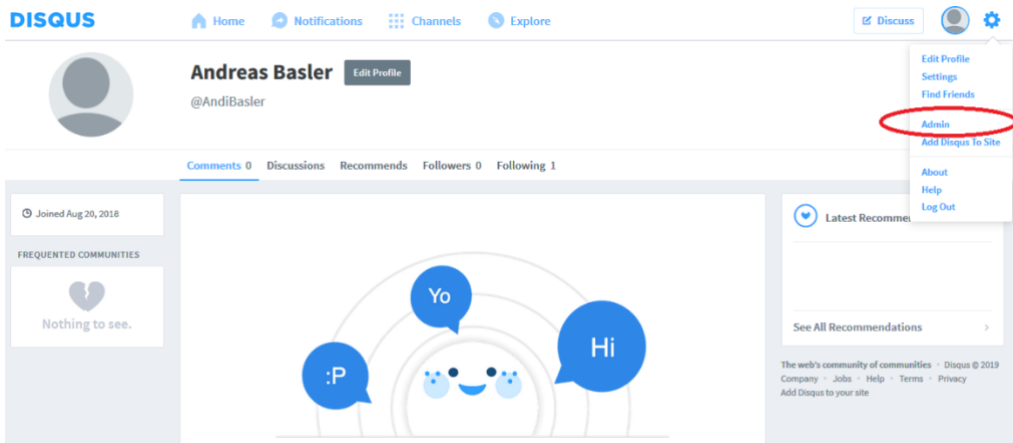 DISQUS
Home
Notifications
Channels
Explore
Discuss
Andreas Basler
Edit Profile
@AndiBasler
Edit Profile
Settings
Find Friends
Admin
Add Disqus To Site
About
Help
Log Out
Comments 0
Discussions
Recommends
Followers 0
Following 1
Joined Aug 20, 2018
FREQUENTED COMMUNITIES
Nothing to see.
Yo
Hi
:P
Latest
See All Recommendations
The web's community of communities · Disqus © 2019
Company · Jobs · Help · Terms · Privacy
Add Disqus to your site